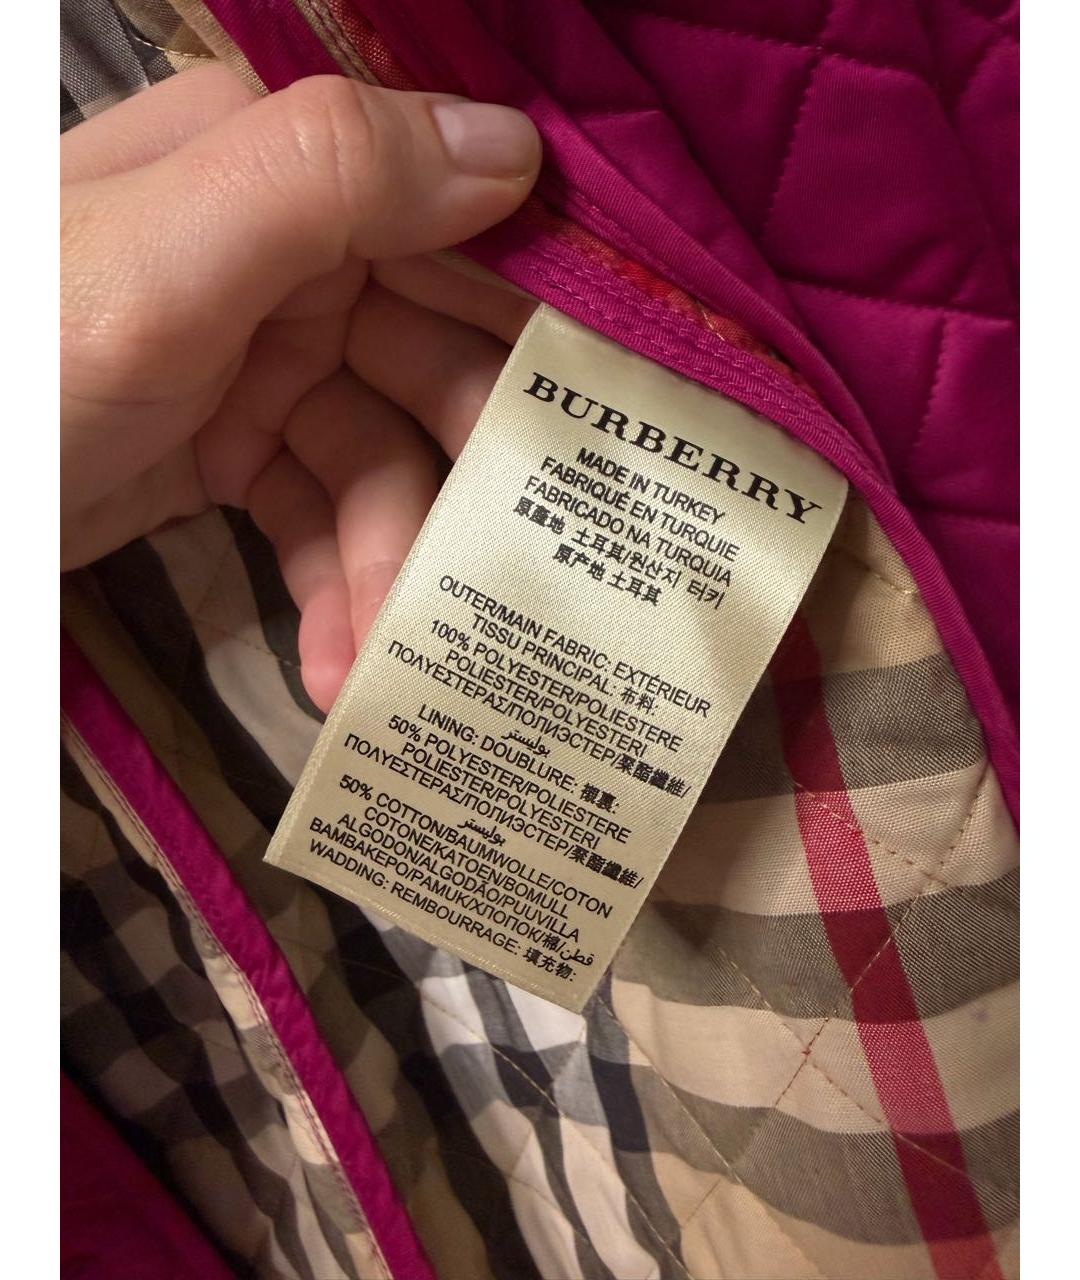 BURBERRY
MADE IN TURKEY
FABRIQUÉ EN TURQUIE
FABRICADO NA TURQUIA
原產地 土耳其/원산지 터키
原产地 土耳其
OUTER/MAIN FABRIC: EXTÉRIEUR
TISSU PRINCIPAL: 布料:
100% POLYESTER/POLIESTERE
POLIESTER/POLYESTERI
ΠΟΛΥΕΣΤΕΡΑΣ/ПОЛИЭСТЕР/聚酯纖維/
بوليستر
LINING: DOUBLURE: 襯裏:
50% POLYESTER/POLIESTERE
POLIESTER/POLYESTERI
ΠΟΛΥΕΣΤΕΡΑΣ/ПОЛИЭСТЕР/聚酯纖維/
بوليستر
50% COTTON/BAUMWOLLE/COTON
COTONE/KATOEN/BOMULL
ALGODON/ALGODÃO/PUUVILLA
BAMBAKEPO/PAMUK/ХЛОПОК/棉/قطن
WADDING: REMBOURRAGE: 填充物: